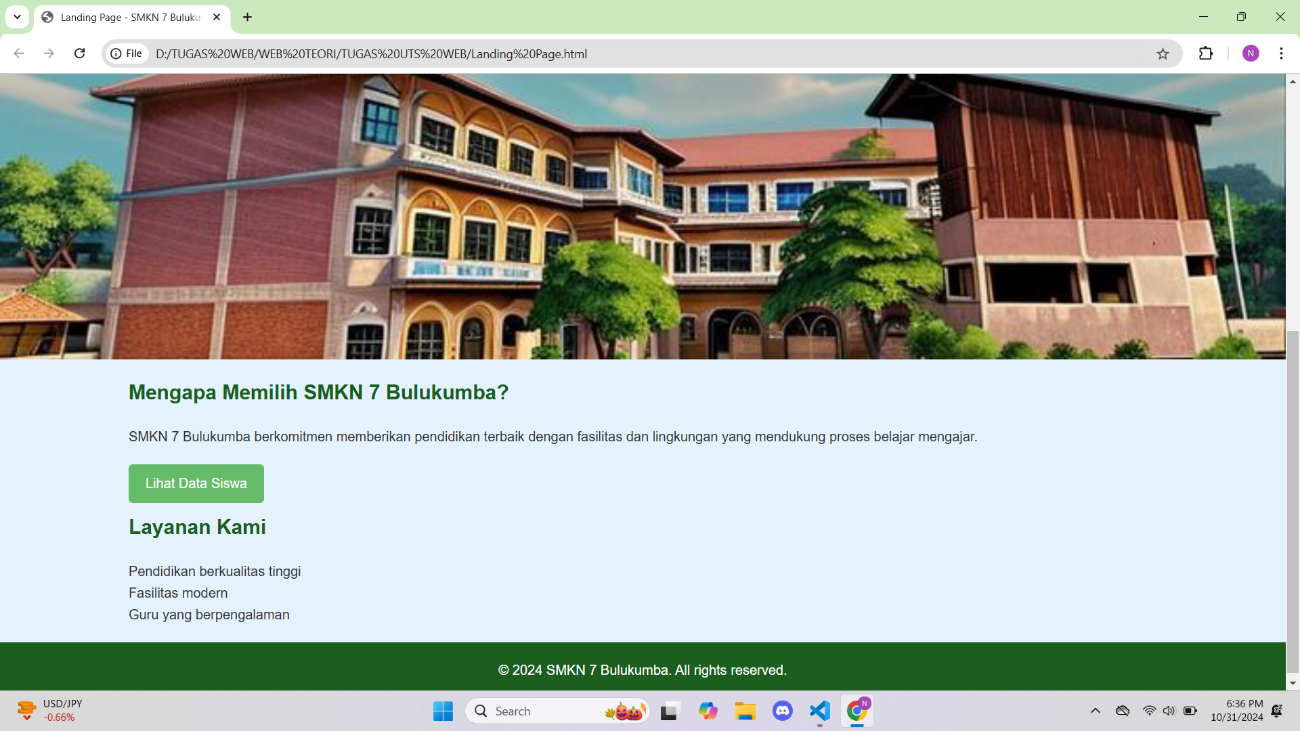 Landing Page - SMKN 7 Buluku
File
D:/TUGAS%20WEB/WEB%20TEORI/TUGAS%20UTS%20WEB/Landing%20Page.html
N
Mengapa Memilih SMKN 7 Bulukumba?
SMKN 7 Bulukumba berkomitmen memberikan pendidikan terbaik dengan fasilitas dan lingkungan yang mendukung proses belajar mengajar.
Lihat Data Siswa
Layanan Kami
Pendidikan berkualitas tinggi
Fasilitas modern
Guru yang berpengalaman
© 2024 SMKN 7 Bulukumba. All rights reserved.
USD/JPY
-0.66%
Search
N
6:36 PM
10/31/2024